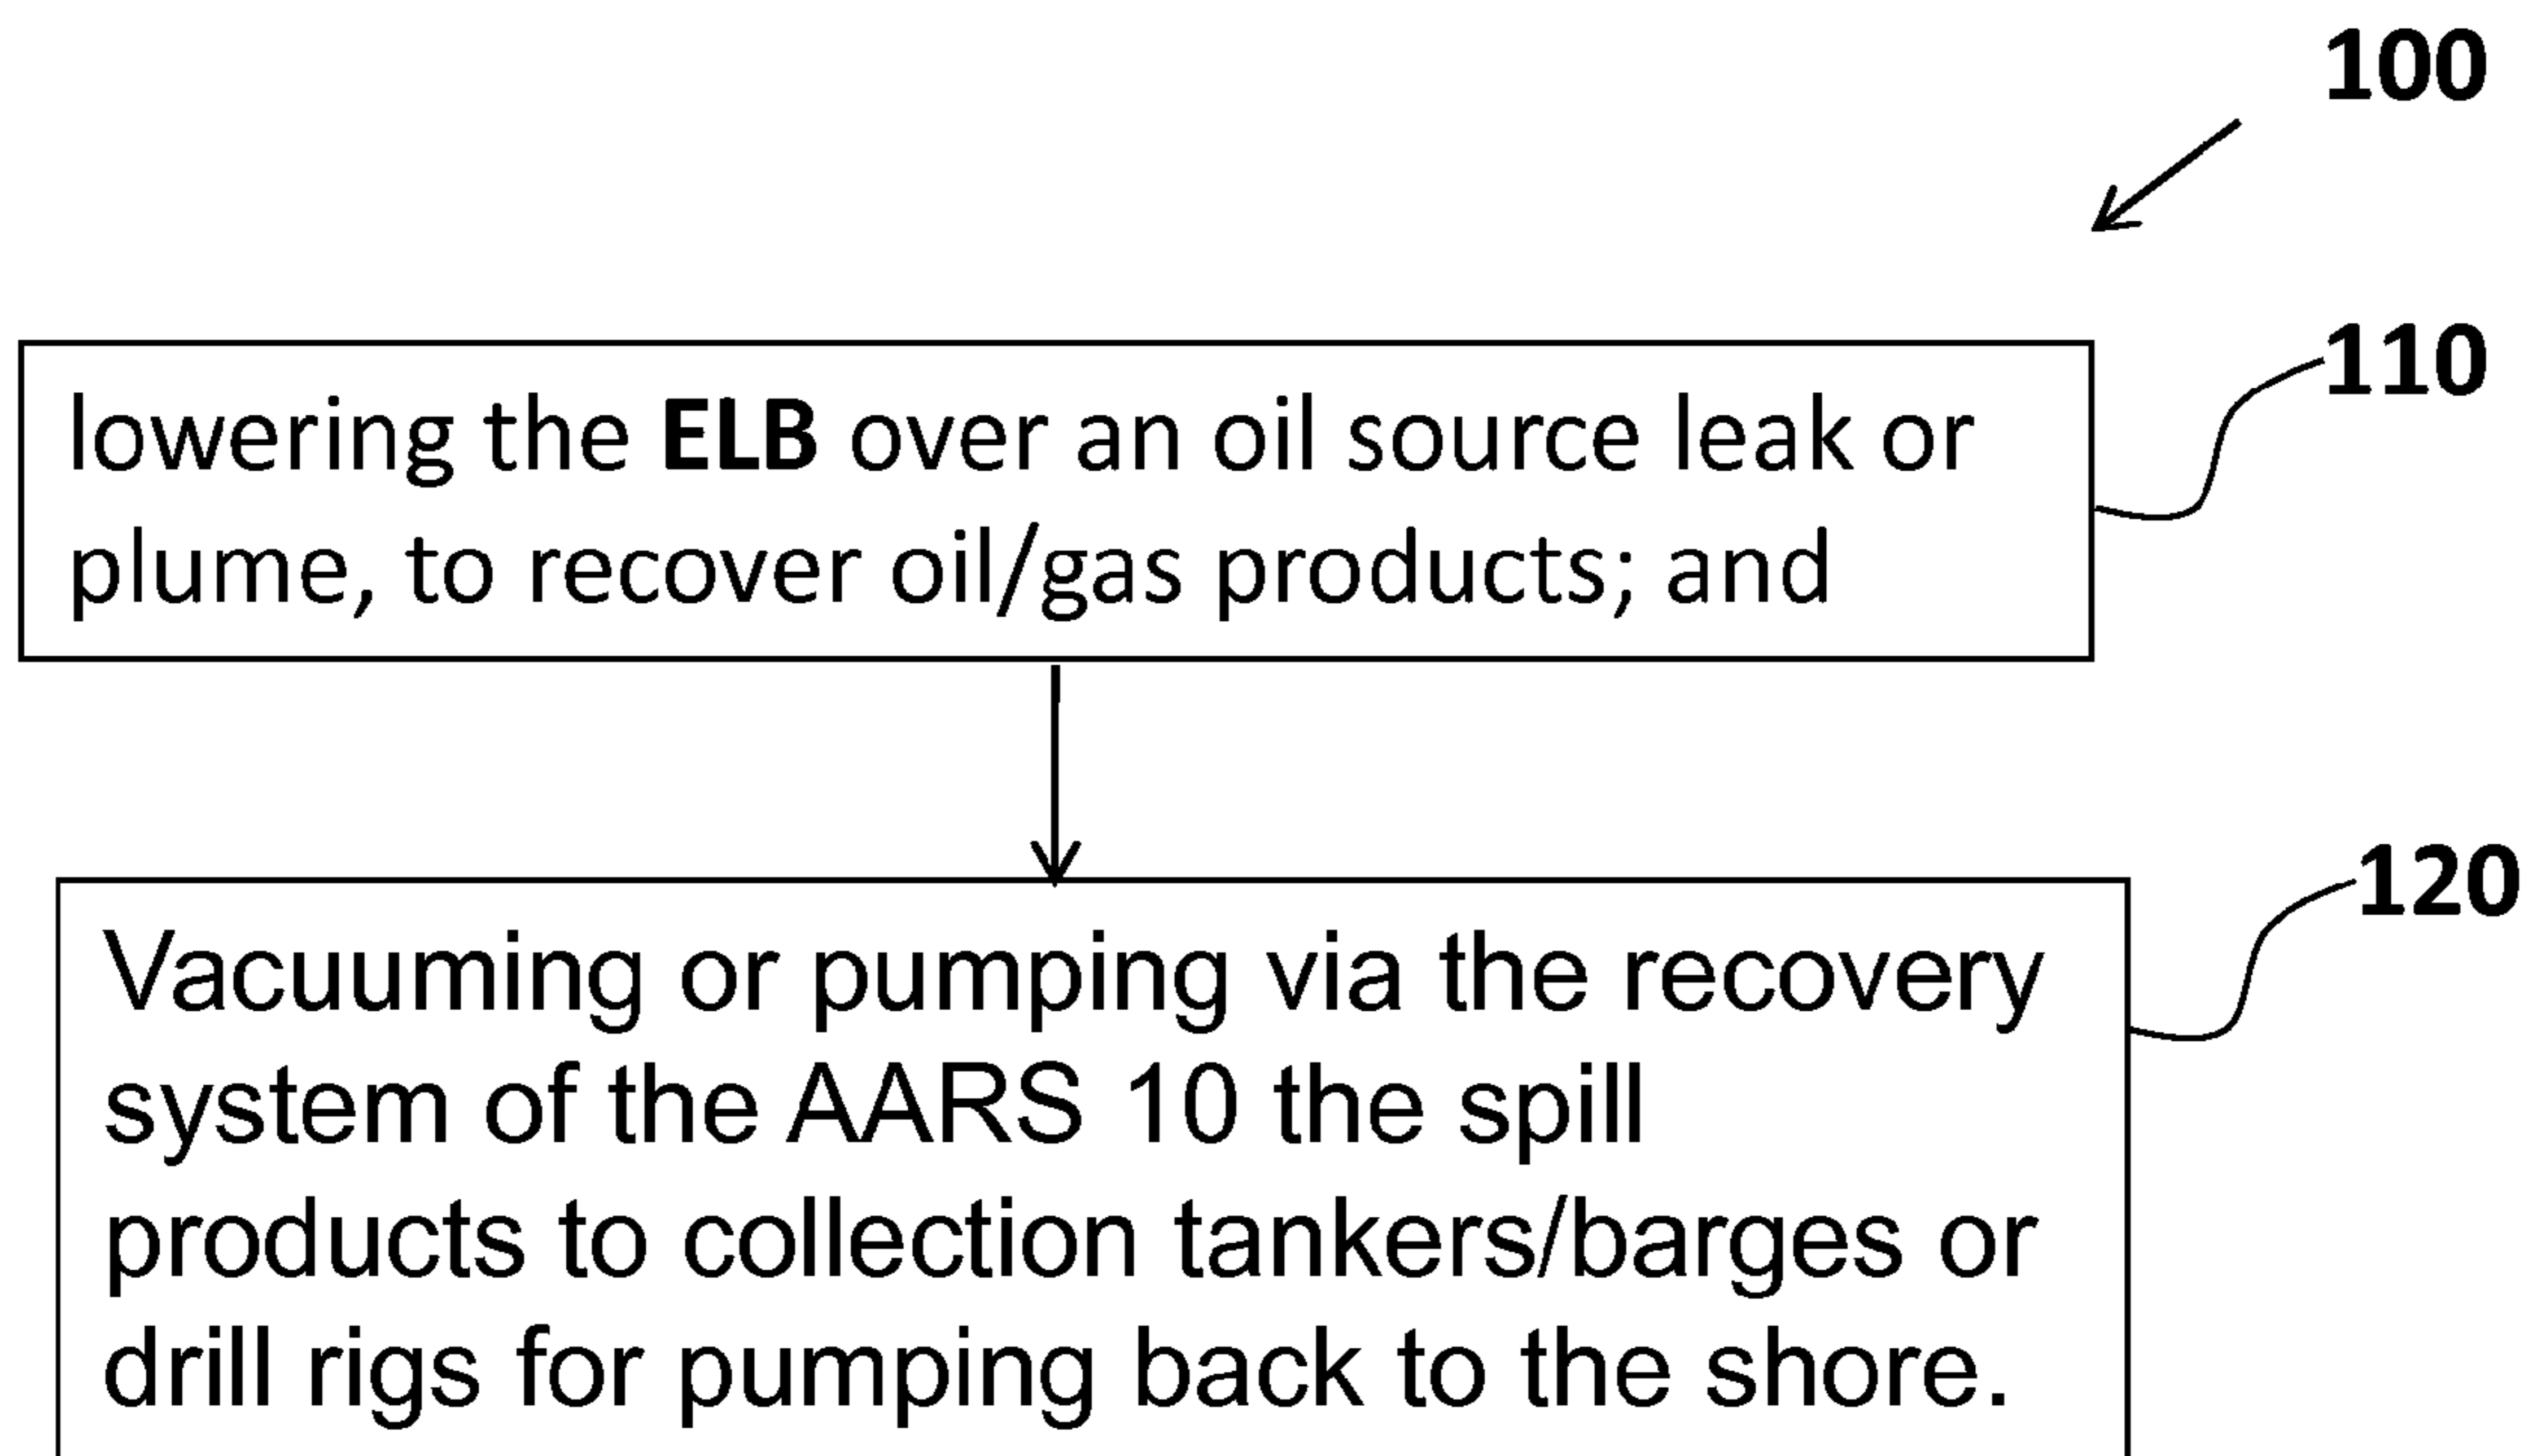 100
110
lowering the ELB over an oil source leak or
plume, to recover oil/gas products; and
120
Vacuuming or pumping via the recovery
system of the AARS 10 the spill
products to collection tankers/barges or
drill rigs for pumping back to the shore.